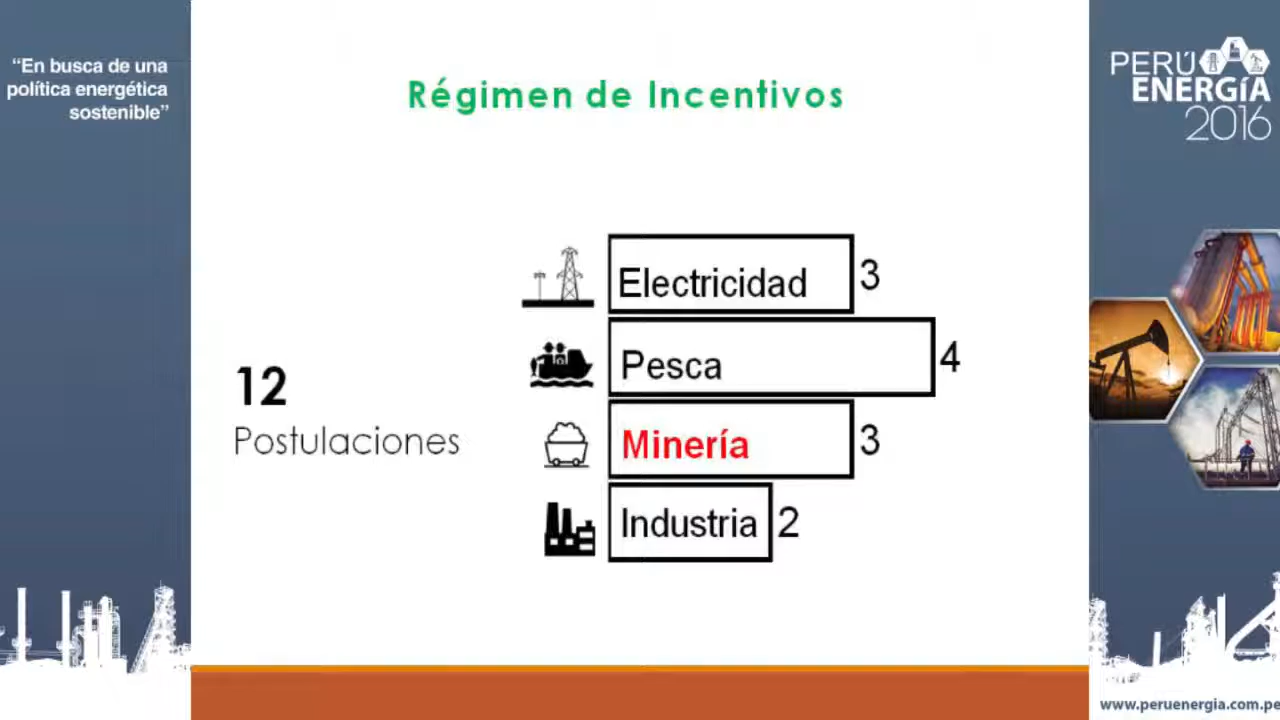 “En busca de una
política energética
sostenible”
PERÚ
ENERGÍA
2016
Régimen de Incentivos
Electricidad 3
Pesca 4
12
Postulaciones
Minería 3
Industria 2
www.peruenergia.com.pe